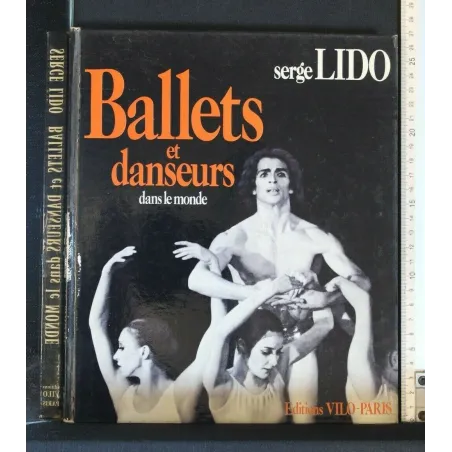 serge LIDO
Ballets
et
danseurs
dans le monde
Editions VILO-PARIS
SERGE LIDO BALLETS et DANSEURS dans le MONDE